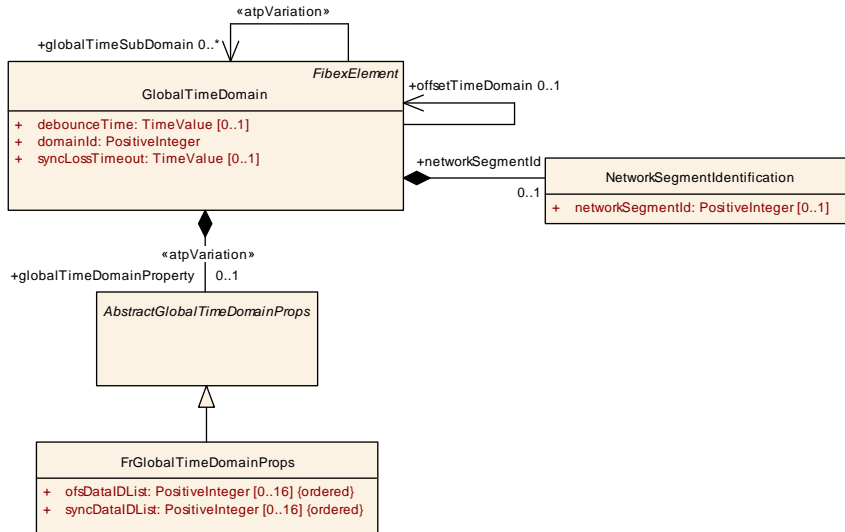 «atpVariation»
+globalTimeSubDomain 0..*
FibexElement
GlobalTimeDomain
+ debounceTime: TimeValue [0..1]
+ domainId: PositiveInteger
+ syncLossTimeout: TimeValue [0..1]
+offsetTimeDomain 0..1
+networkSegmentId
0..1
NetworkSegmentIdentification
+ networkSegmentId: PositiveInteger [0..1]
«atpVariation»
+globalTimeDomainProperty 0..1
AbstractGlobalTimeDomainProps
FrGlobalTimeDomainProps
+ ofsDataIDList: PositiveInteger [0..16] {ordered}
+ syncDataIDList: PositiveInteger [0..16] {ordered}